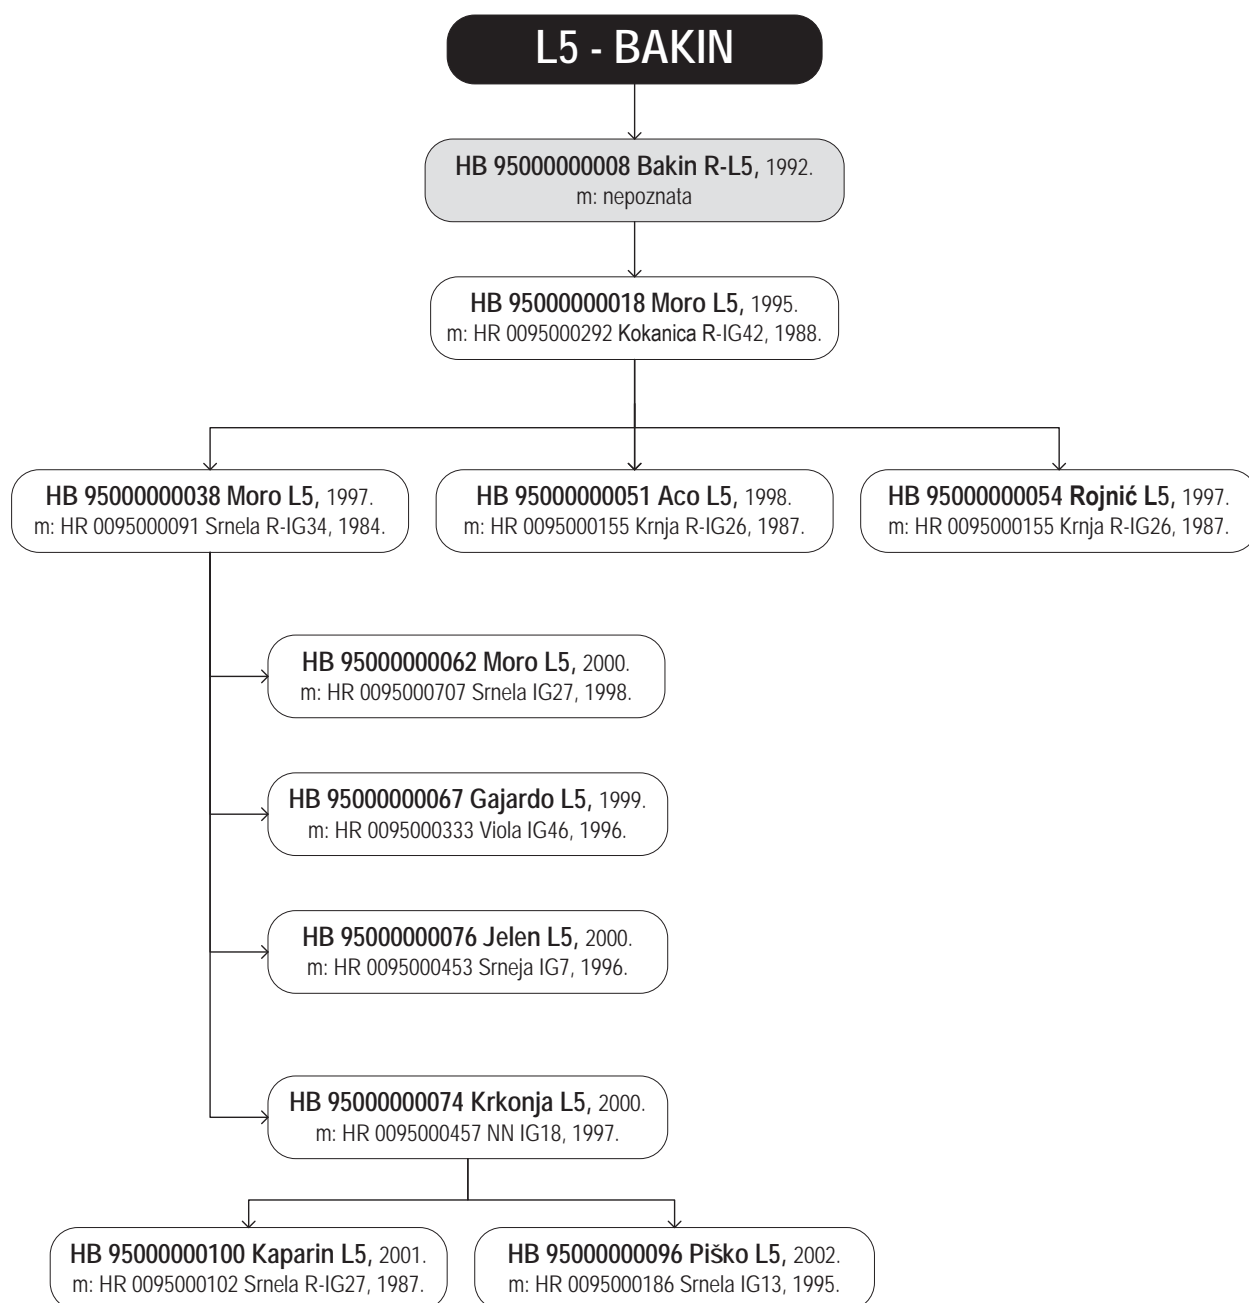 L5 - BAKIN
HB 95000000008 Bakin R-L5, 1992.
m: nepoznata
HB 95000000018 Moro L5, 1995.
m: HR 0095000292 Kokanica R-IG42, 1988.
HB 95000000038 Moro L5, 1997.
m: HR 0095000091 Srnela R-IG34, 1984.
HB 95000000051 Aco L5, 1998.
m: HR 0095000155 Krnja R-IG26, 1987.
HB 95000000054 Rojnić L5, 1997.
m: HR 0095000155 Krnja R-IG26, 1987.
HB 95000000062 Moro L5, 2000.
m: HR 0095000707 Srnela IG27, 1998.
HB 95000000067 Gajardo L5, 1999.
m: HR 0095000333 Viola IG46, 1996.
HB 95000000076 Jelen L5, 2000.
m: HR 0095000453 Srneja IG7, 1996.
HB 95000000074 Krkonja L5, 2000.
m: HR 0095000457 NN IG18, 1997.
HB 95000000100 Kaparin L5, 2001.
m: HR 0095000102 Srnela R-IG27, 1987.
HB 95000000096 Piško L5, 2002.
m: HR 0095000186 Srnela IG13, 1995.